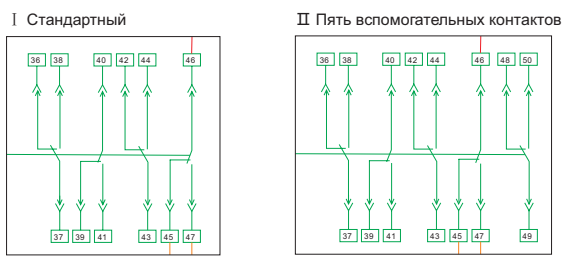 Ⅰ Стандартный
Ⅱ Пять вспомогательных контактов
36 38 40 42 44 46
36 38 40 42 44 46 48 50
37 39 41 43 45 47
37 39 41 43 45 47 49